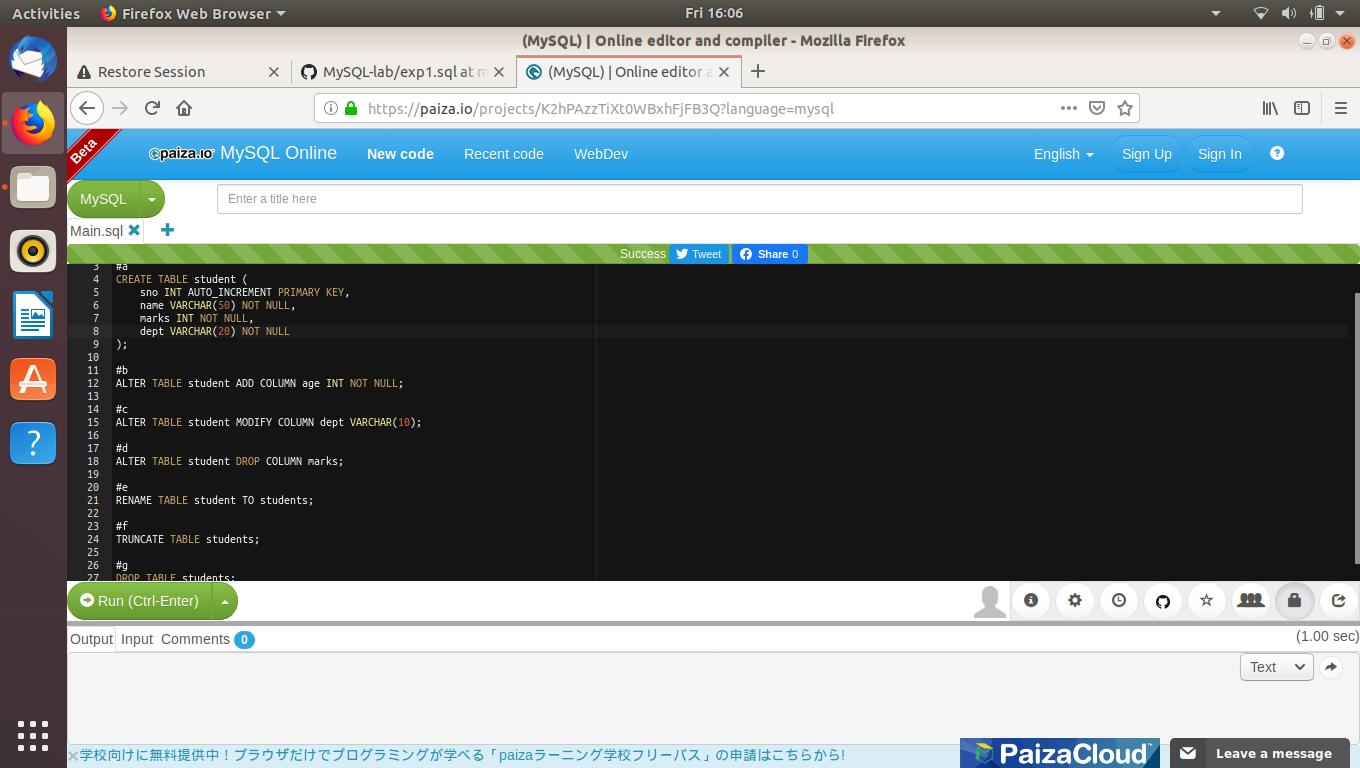 Activities Firefox Web Browser Fri 16:06
(MySQL) | Online editor and compiler - Mozilla Firefox
Restore Session MySQL-lab/exp1.sql at m (MySQL) | Online editor a
https://paiza.io/projects/K2hPAzzTiXt0WBxhFjFB3Q?language=mysql
Beta paiza.io MySQL Online New code Recent code WebDev English Sign Up Sign In
MySQL Enter a title here
Main.sql
Success Tweet Share 0
3 #a
4 CREATE TABLE student (
5 sno INT AUTO_INCREMENT PRIMARY KEY,
6 name VARCHAR(50) NOT NULL,
7 marks INT NOT NULL,
8 dept VARCHAR(20) NOT NULL
9 );
10
11 #b
12 ALTER TABLE student ADD COLUMN age INT NOT NULL;
13
14 #c
15 ALTER TABLE student MODIFY COLUMN dept VARCHAR(10);
16
17 #d
18 ALTER TABLE student DROP COLUMN marks;
19
20 #e
21 RENAME TABLE student TO students;
22
23 #f
24 TRUNCATE TABLE students;
25
26 #g
27 DROP TABLE students;
Run (Ctrl-Enter)
Output Input Comments 0 (1.00 sec)
Text
×学校向けに無料提供中！ブラウザだけでプログラミングが学べる「paizaラーニング学校フリーパス」の申請はこちらから!
PaizaCloud Leave a message